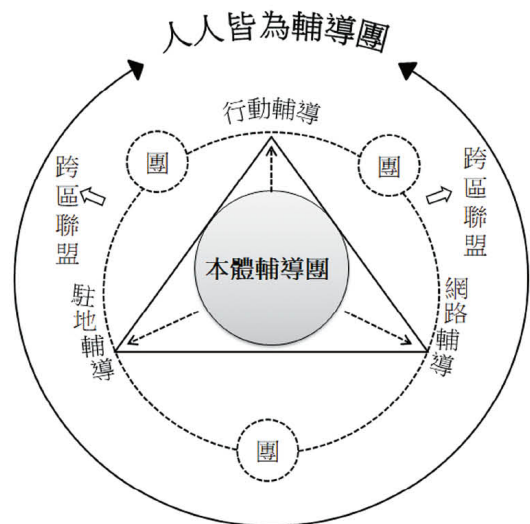 人人皆為輔導團
行動輔導
團
團
跨區聯盟
跨區聯盟
本體輔導團
駐地輔導
網路輔導
團